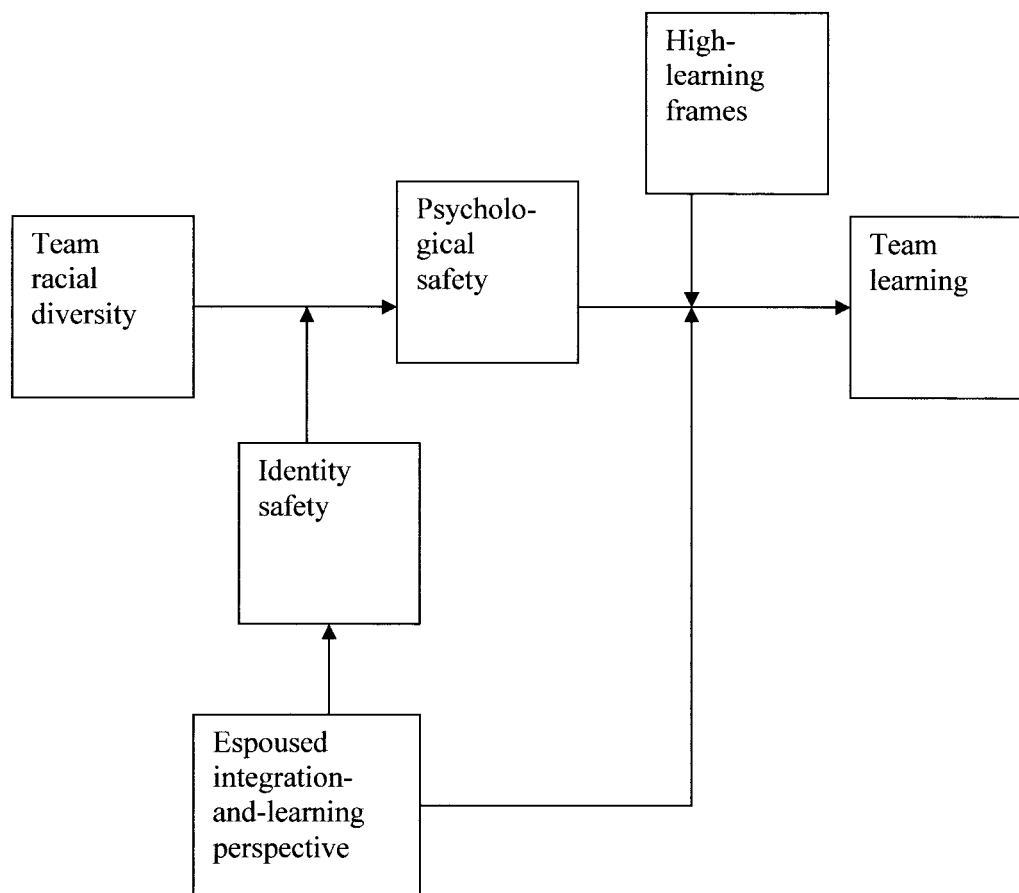 High-
learning
frames
Psycholo-
gical
safety
Team
racial
diversity
Team
learning
Identity
safety
Espoused
integration-
and-learning
perspective